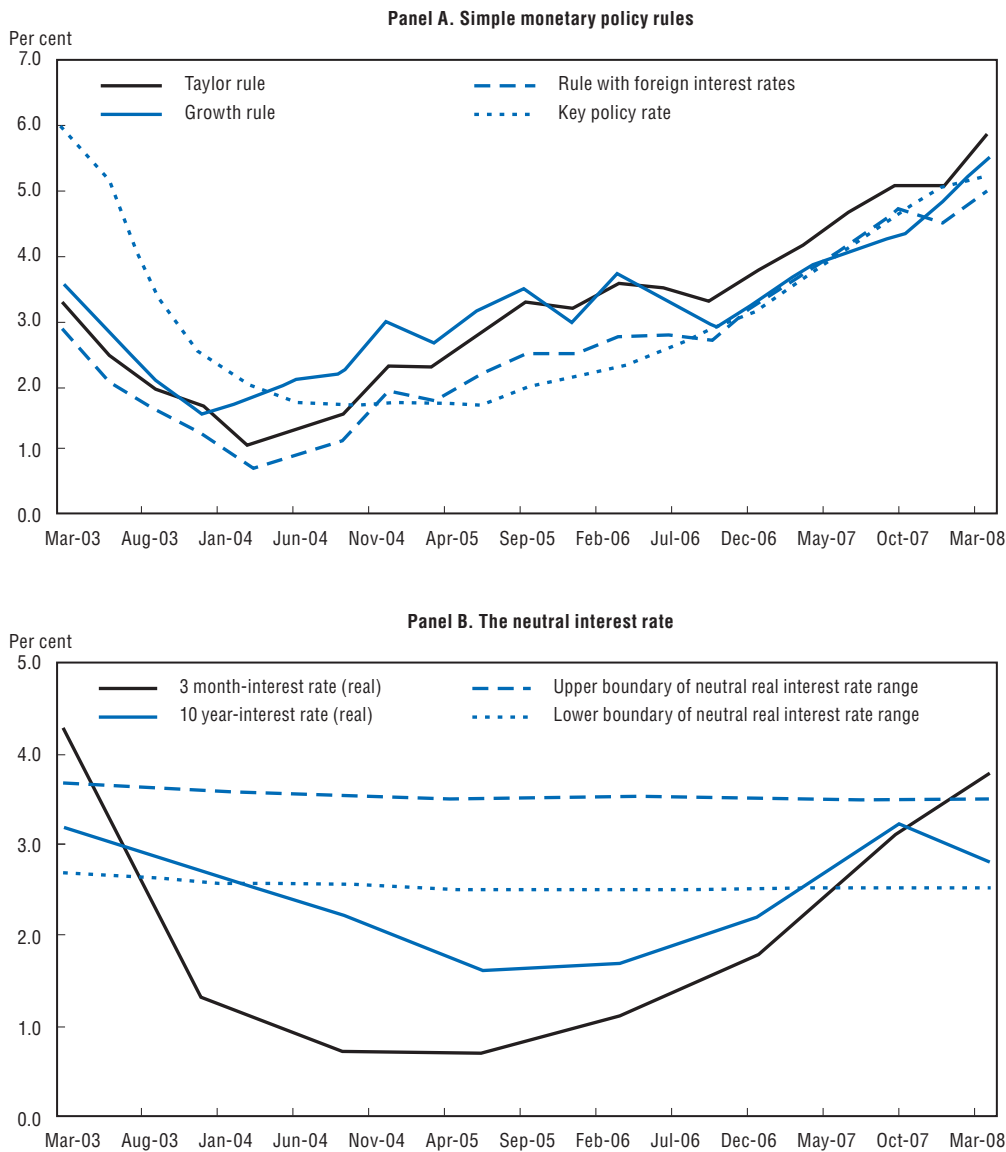 Panel A. Simple monetary policy rules
Per cent
7.0
Taylor rule
Rule with foreign interest rates
Growth rule
Key policy rate
6.0
5.0
4.0
3.0
2.0
1.0
0.0
Mar-03 Aug-03 Jan-04 Jun-04 Nov-04 Apr-05 Sep-05 Feb-06 Jul-06 Dec-06 May-07 Oct-07 Mar-08
Panel B. The neutral interest rate
Per cent
5.0
3 month-interest rate (real)
Upper boundary of neutral real interest rate range
10 year-interest rate (real)
Lower boundary of neutral real interest rate range
4.0
3.0
2.0
1.0
0.0
Mar-03 Aug-03 Jan-04 Jun-04 Nov-04 Apr-05 Sep-05 Feb-06 Jul-06 Dec-06 May-07 Oct-07 Mar-08